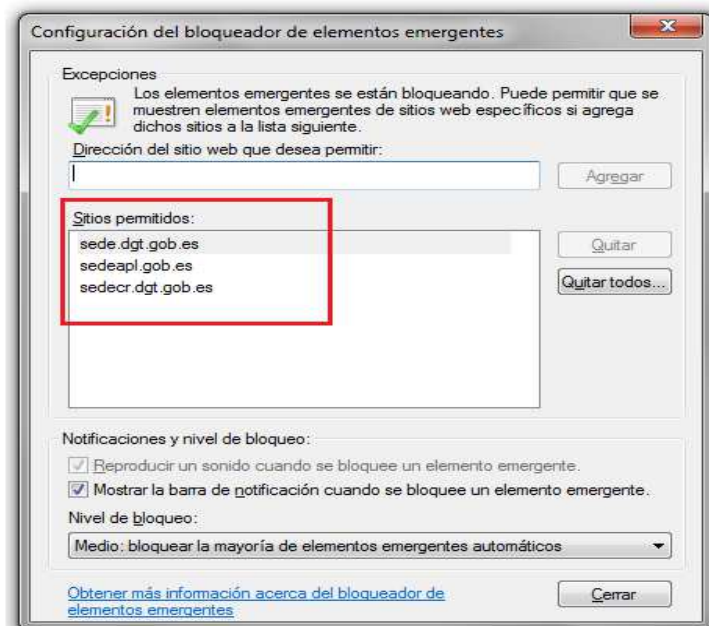 Configuración del bloqueador de elementos emergentes
Excepciones
Los elementos emergentes se están bloqueando. Puede permitir que se
muestren elementos emergentes de sitios web específicos si agrega
dichos sitios a la lista siguiente.
Dirección del sitio web que desea permitir:
Agregar
Sitios permitidos:
sede.dgt.gob.es
Quitar
sedeapl.gob.es
sedecr.dgt.gob.es
Quitar todos...
Notificaciones y nivel de bloqueo:
Reproducir un sonido cuando se bloquee un elemento emergente.
Mostrar la barra de notificación cuando se bloquee un elemento emergente.
Nivel de bloqueo:
Medio: bloquear la mayoría de elementos emergentes automáticos
Obtener más información acerca del bloqueador de
elementos emergentes
Cerrar